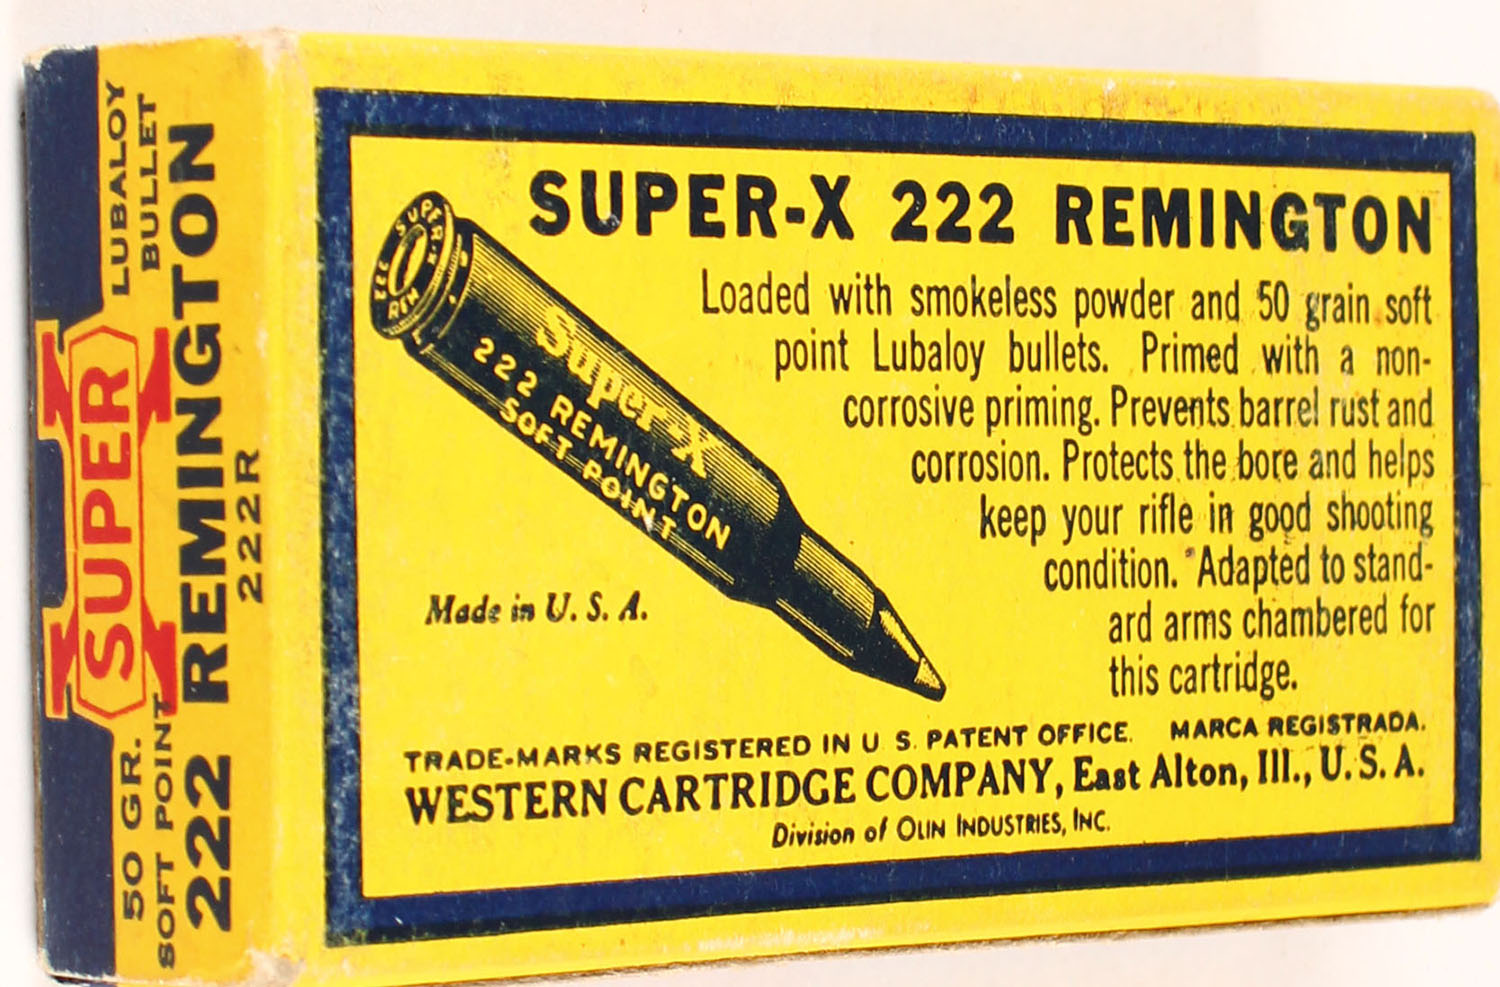 LUBALOY
BULLET
SUPER X
50 GR.
SOFT POINT
222 REMINGTON
222R
SUPER-X 222 REMINGTON
Loaded with smokeless powder and 50 grain soft
point Lubaloy bullets. Primed with a non-
corrosive priming. Prevents barrel rust and
corrosion. Protects the bore and helps
keep your rifle in good shooting
condition. Adapted to stand-
ard arms chambered for
this cartridge.
SUPER-X
222 REM
Super-X
222 REMINGTON
SOFT POINT
Made in U. S. A.
TRADE-MARKS REGISTERED IN U S. PATENT OFFICE. MARCA REGISTRADA.
WESTERN CARTRIDGE COMPANY, East Alton, Ill., U. S. A.
Division of OLIN INDUSTRIES, INC.